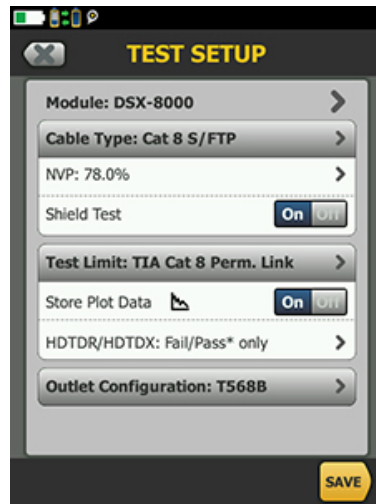 TEST SETUP
Module: DSX-8000
Cable Type: Cat 8 S/FTP
NVP: 78.0%
Shield Test On Off
Test Limit: TIA Cat 8 Perm. Link
Store Plot Data On Off
HDTDR/HDTDX: Fail/Pass* only
Outlet Configuration: T568B
SAVE